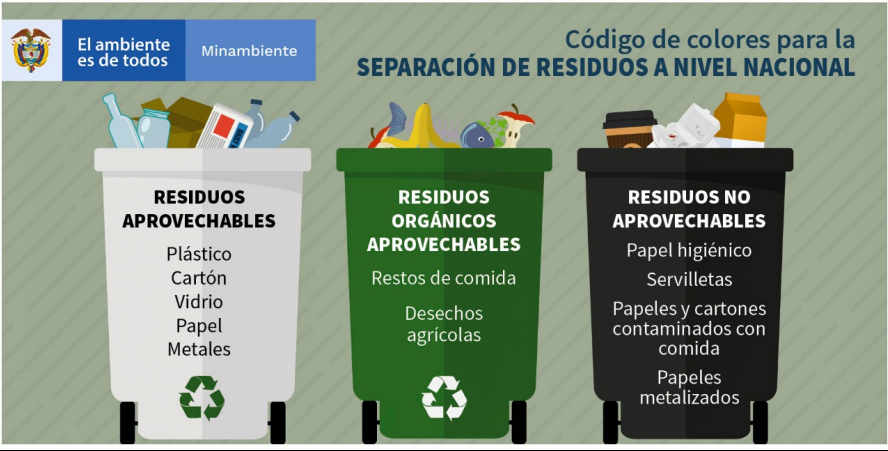 El ambiente
es de todos
Minambiente
Código de colores para la
SEPARACIÓN DE RESIDUOS A NIVEL NACIONAL
RESIDUOS
APROVECHABLES
Plástico
Cartón
Vidrio
Papel
Metales
RESIDUOS
ORGÁNICOS
APROVECHABLES
Restos de comida
Desechos
agrícolas
RESIDUOS NO
APROVECHABLES
Papel higiénico
Servilletas
Papeles y cartones
contaminados con
comida
Papeles
metalizados